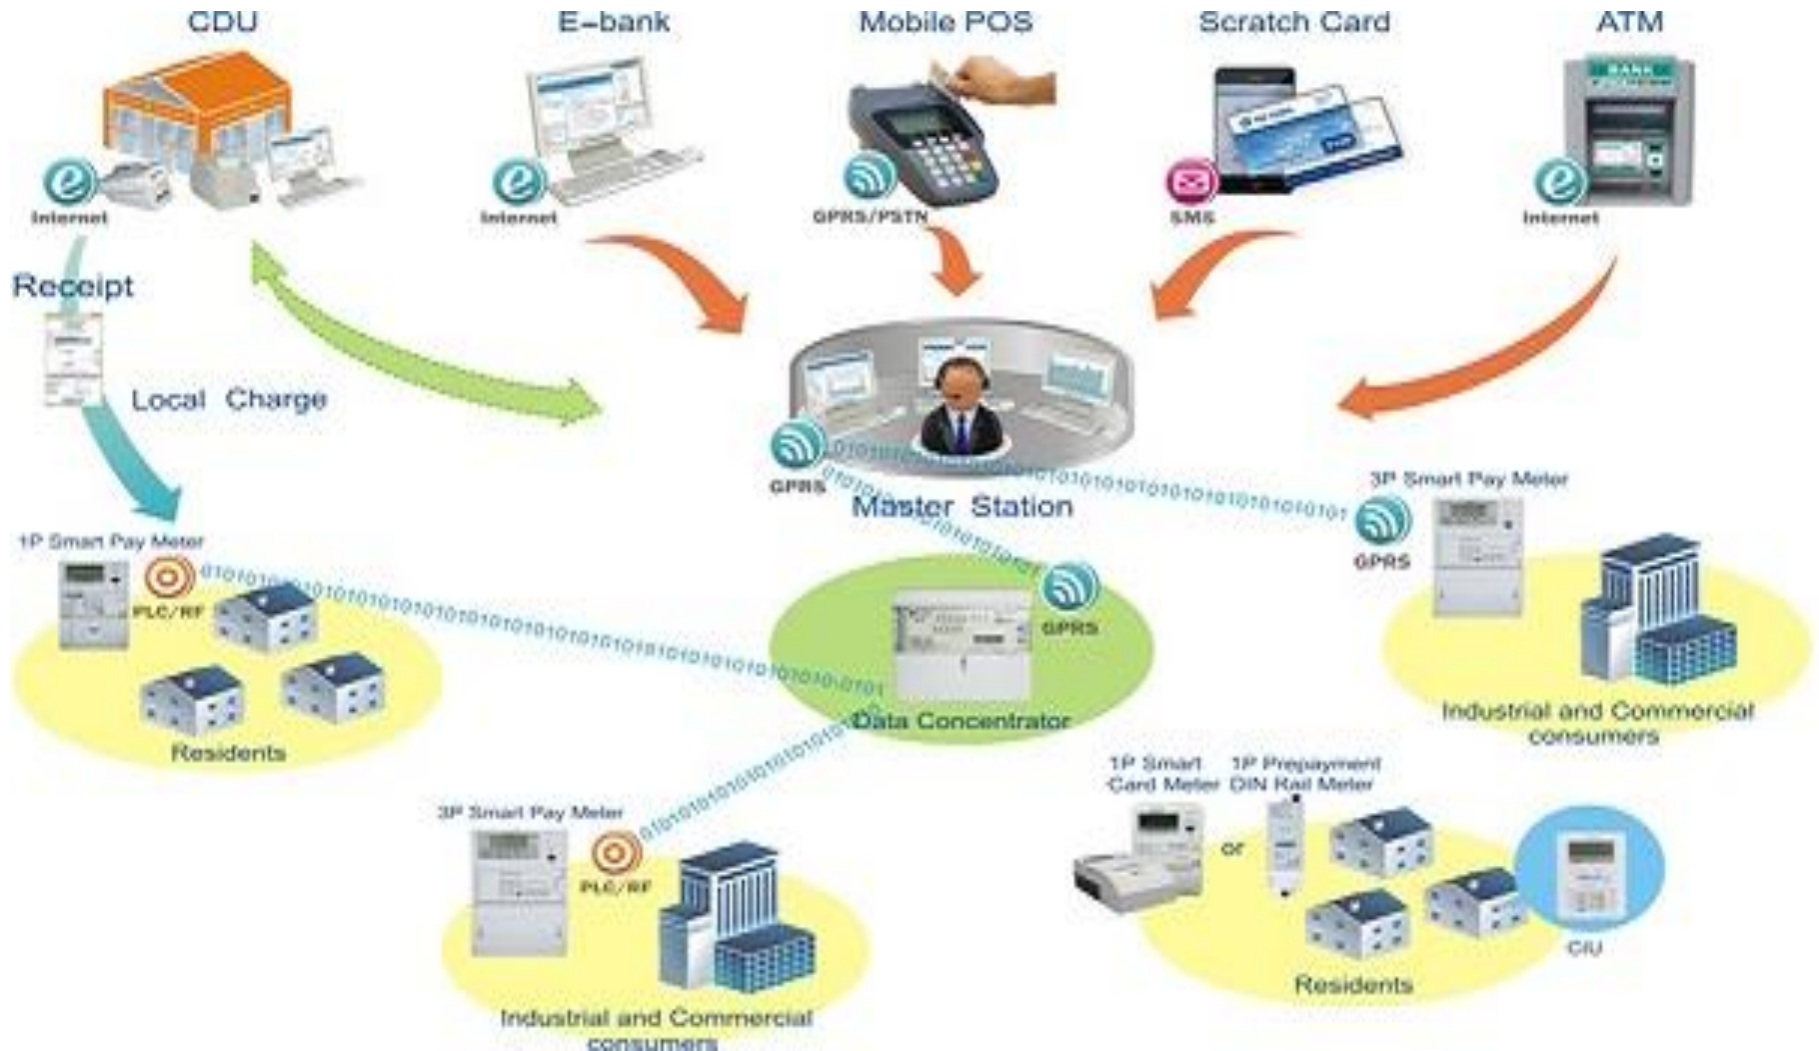 CDU
E-bank
Mobile POS
Scratch Card
ATM
BANK
Internet
Internet
GPRS/PSTN
SMS
Internet
Receipt
Local Charge
GPRS
01010101010101010101010101010101010101010101
Master Station
3P Smart Pay Meter
GPRS
1P Smart Pay Meter
PLC/RF
GPRS
Data Concentrator
Residents
Industrial and Commercial
consumers
3P Smart Pay Meter
PLC/RF
Industrial and Commercial
consumers
1P Smart
Card Meter
or
1P Prepayment
DIN Rail Meter
CIU
Residents